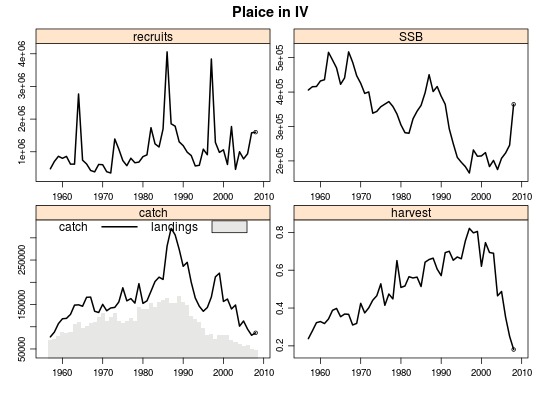 Plaice in IV
recruits
SSB
1e+06 2e+06 3e+06 4e+06
2e+05 3e+05 4e+05 5e+05
1960 1970 1980 1990 2000 2010
1960 1970 1980 1990 2000 2010
catch
harvest
catch landings
50000 150000 250000
0.2 0.4 0.6 0.8
1960 1970 1980 1990 2000 2010
1960 1970 1980 1990 2000 2010